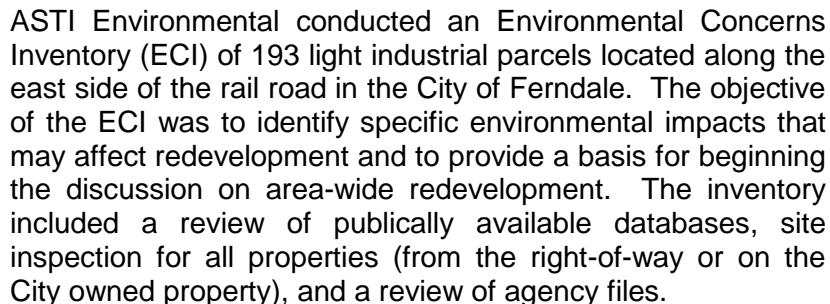 ASTI Environmental conducted an Environmental Concerns
Inventory (ECI) of 193 light industrial parcels located along the
east side of the rail road in the City of Ferndale. The objective
of the ECI was to identify specific environmental impacts that
may affect redevelopment and to provide a basis for beginning
the discussion on area-wide redevelopment. The inventory
included a review of publically available databases, site
inspection for all properties (from the right-of-way or on the
City owned property), and a review of agency files.